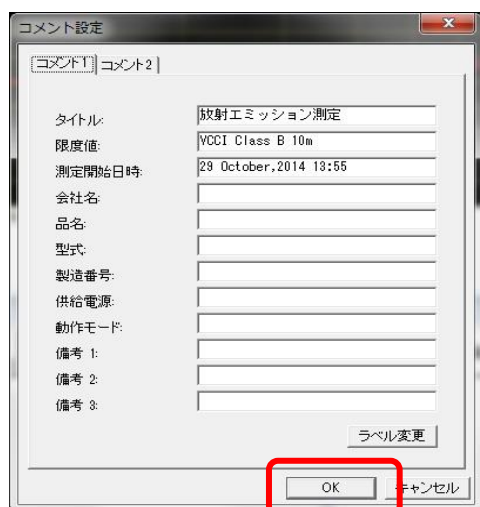 コメント設定
コメント1 コメント2
タイトル: 放射エミッション測定
限度値: VCCI Class B 10m
測定開始日時: 29 October,2014 13:55
会社名:
品名:
型式:
製造番号:
供給電源:
動作モード:
備考 1:
備考 2:
備考 3:
ラベル変更
OK キャンセル